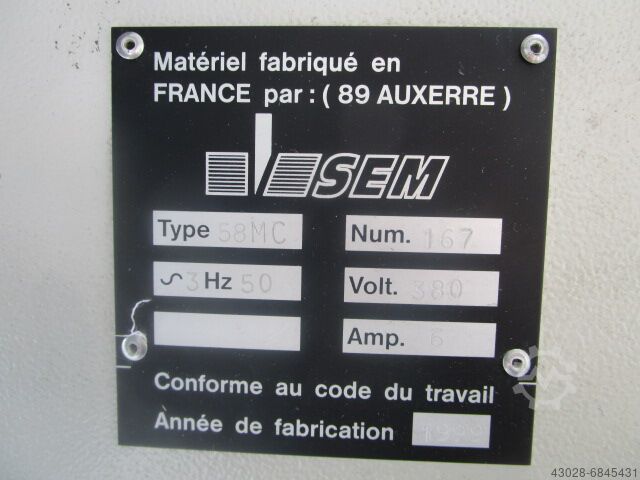 Matériel fabriqué en
FRANCE par : ( 89 AUXERRE )
SEM
Type 58MC Num. 167
∿ 3 Hz 50 Volt. 380
Amp. 6
Conforme au code du travail
Année de fabrication
43028-6845431